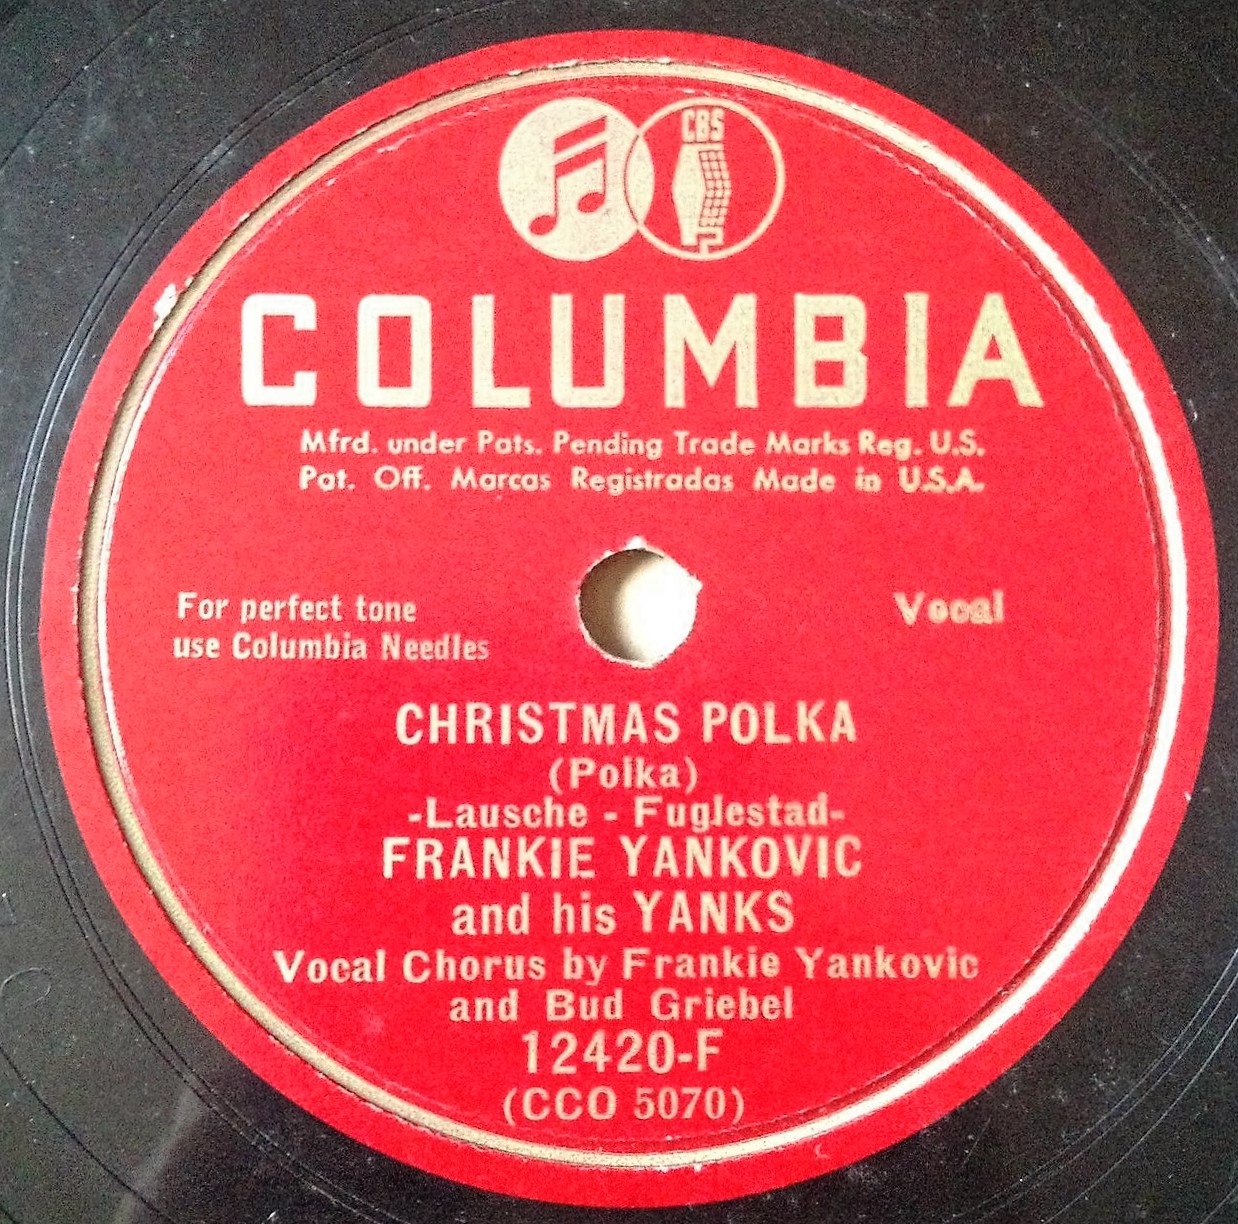 CBS
COLUMBIA
Mfrd. under Pats. Pending Trade Marks Reg. U.S.
Pat. Off. Marcas Registradas Made in U.S.A.
For perfect tone
use Columbia Needles
Vocal
CHRISTMAS POLKA
(Polka)
-Lausche - Fuglestad-
FRANKIE YANKOVIC
and his YANKS
Vocal Chorus by Frankie Yankovic
and Bud Griebel
12420-F
(CCO 5070)